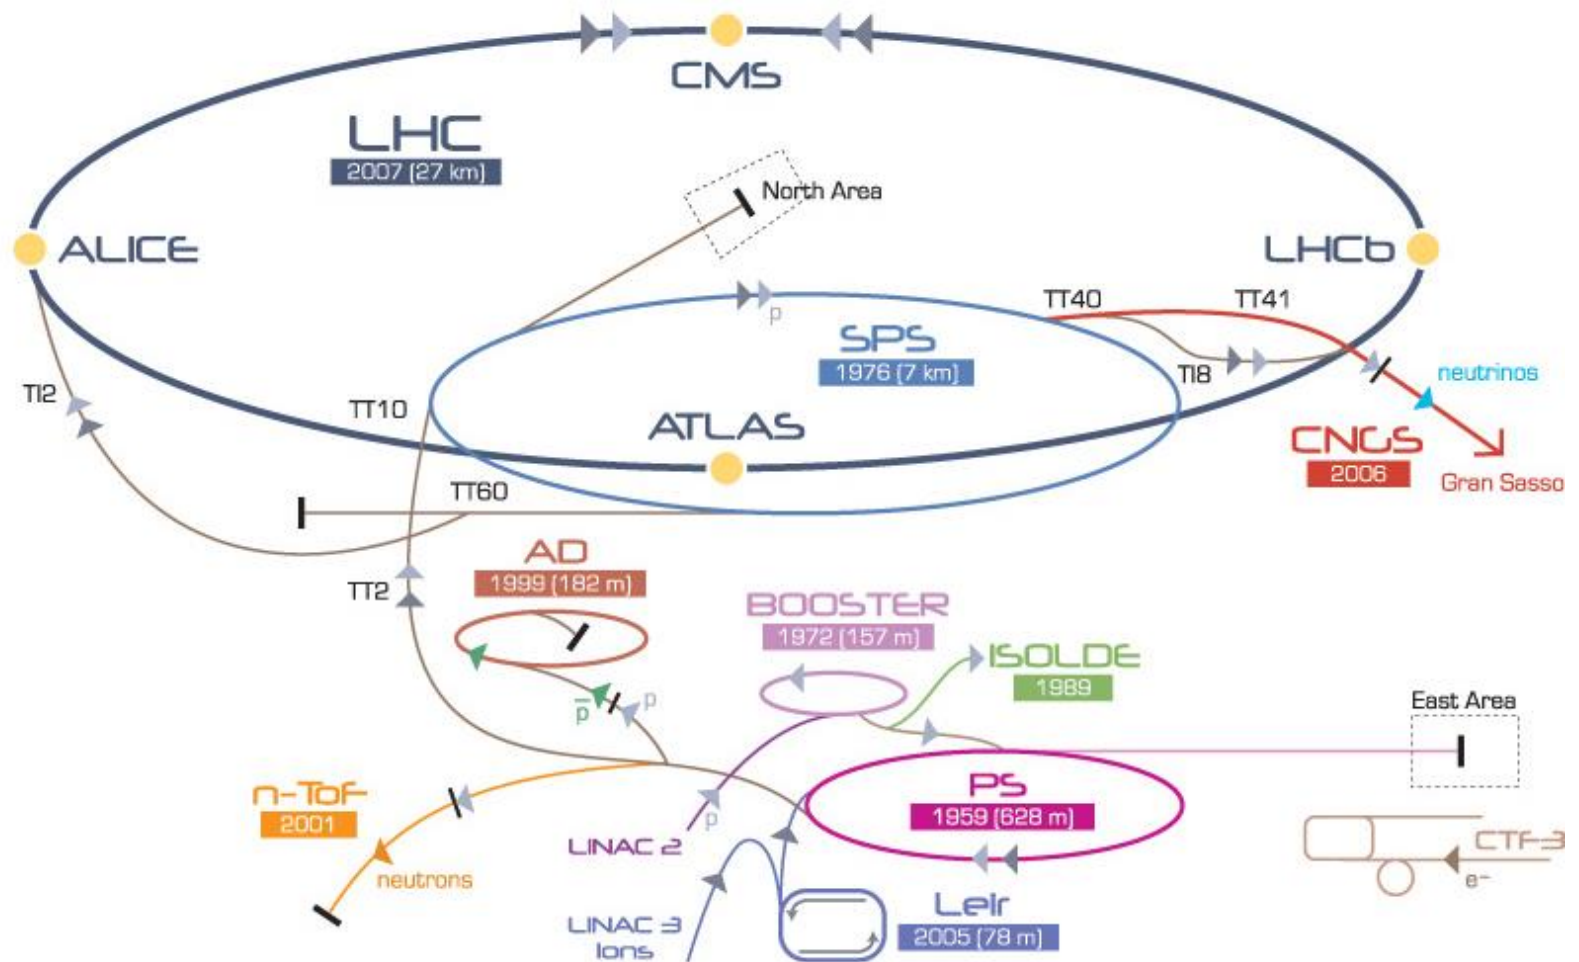 CMS
LHC
2007 (27 km)
North Area
ALICE
LHCb
TT40
TT41
p
SPS
1976 (7 km)
TI8
neutrinos
TI2
TT10
ATLAS
CNGS
2006
Gran Sasso
TT60
AD
1999 (182 m)
TT2
BOOSTER
1972 (157 m)
ISOLDE
1989
p
p̅
East Area
n-ToF
2001
PS
1959 (628 m)
p
LINAC 2
CTF-3
e-
neutrons
Leir
2005 (78 m)
LINAC 3
Ions